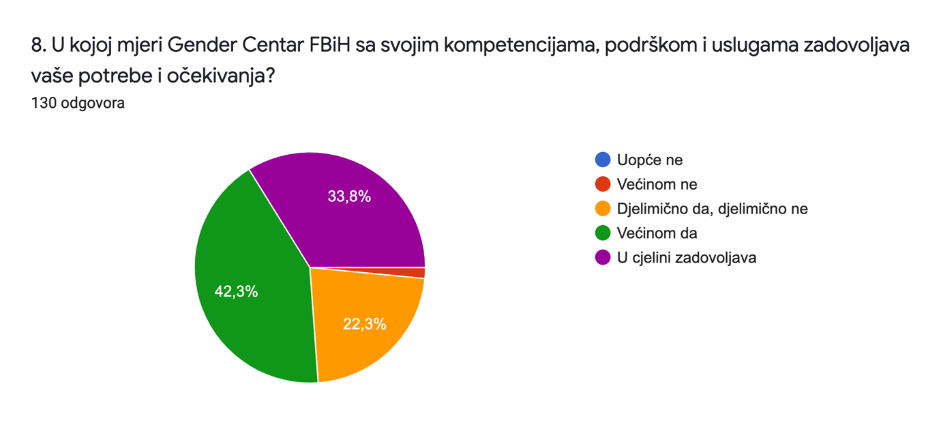 8. U kojoj mjeri Gender Centar FBiH sa svojim kompetencijama, podrškom i uslugama zadovoljava
vaše potrebe i očekivanja?
130 odgovora
33,8%
42,3%
22,3%
Uopće ne
Većinom ne
Djelimično da, djelimično ne
Većinom da
U cjelini zadovoljava